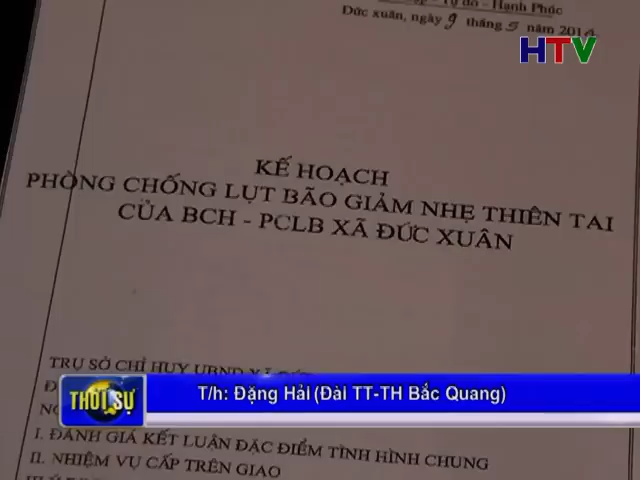 Tự do - Hạnh Phúc
Đức xuân, ngày 9 tháng 5 năm 2014
HTV
KẾ HOẠCH
PHÒNG CHỐNG LỤT BÃO GIẢM NHẸ THIÊN TAI
CỦA BCH - PCLB XÃ ĐỨC XUÂN
TRỤ SỞ CHỈ HUY UBND XÃ
THỜI SỰ
T/h: Đặng Hải (Đài TT-TH Bắc Quang)
I. ĐÁNH GIÁ KẾT LUẬN ĐẶC ĐIỂM TÌNH HÌNH CHUNG
II. NHIỆM VỤ CẤP TRÊN GIAO